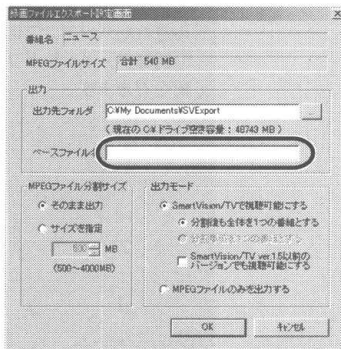 録画ファイルエクスポート設定画面
番組名 ニュース
MPEGファイルサイズ 合計 540 MB
出力
出力先フォルダ C:¥My Documents¥SVExport ...
( 現在の C:¥ ドライブ空き容量 : 48743 MB )
ベースファイル名
MPEGファイル分割サイズ
そのまま出力
サイズを指定
MB
(500～4000MB)
出力モード
SmartVision/TVで視聴可能にする
分割後も全体を1つの番組とする
SmartVision/TV ver.1.5以前の
バージョンでも視聴可能にする
MPEGファイルのみを出力する
OK キャンセル